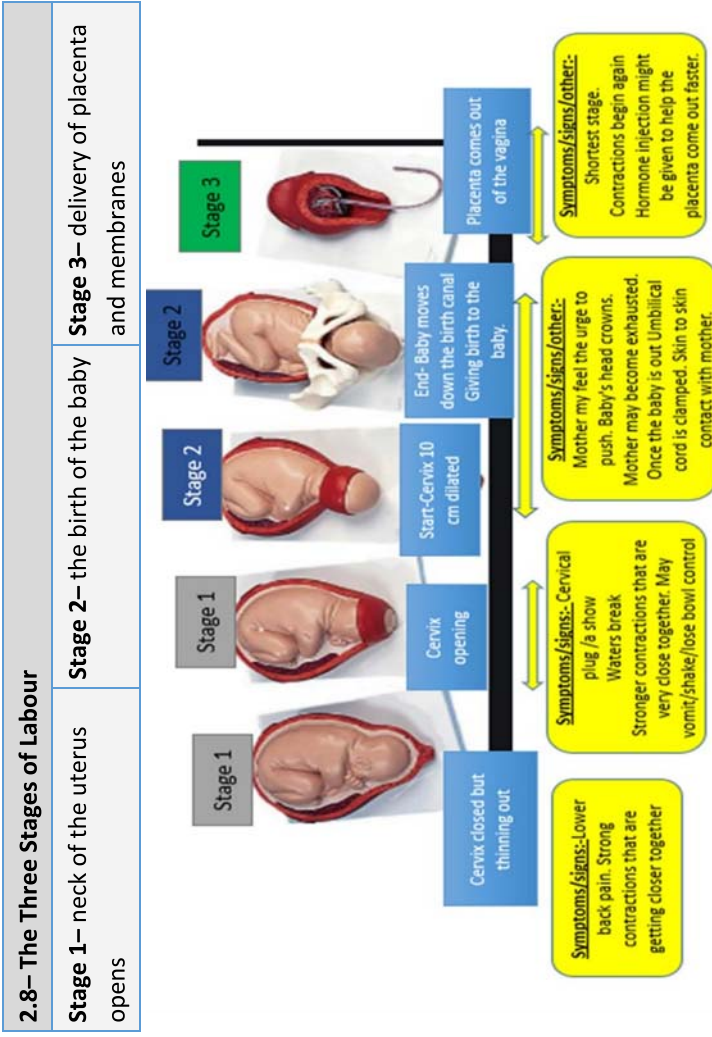 2.8– The Three Stages of Labour
Stage 1– neck of the uterus
opens
Stage 2– the birth of the baby
Stage 3– delivery of placenta
and membranes
Stage 1
Stage 1
Stage 2
Stage 2
Stage 3
Cervix closed but
thinning out
Cervix
opening
Start-Cervix 10
cm dilated
End- Baby moves
down the birth canal
Giving birth to the
baby.
Placenta comes out
of the vagina
Symptoms/signs:-Lower
back pain. Strong
contractions that are
getting closer together
Symptoms/signs:- Cervical
plug /a show
Waters break
Stronger contractions that are
very close together. May
vomit/shake/lose bowl control
Symptoms/signs/other:-
Mother my feel the urge to
push. Baby's head crowns.
Mother may become exhausted.
Once the baby is out Umbilical
cord is clamped. Skin to skin
contact with mother.
Symptoms/signs/other:-
Shortest stage.
Contractions begin again
Hormone injection might
be given to help the
placenta come out faster.